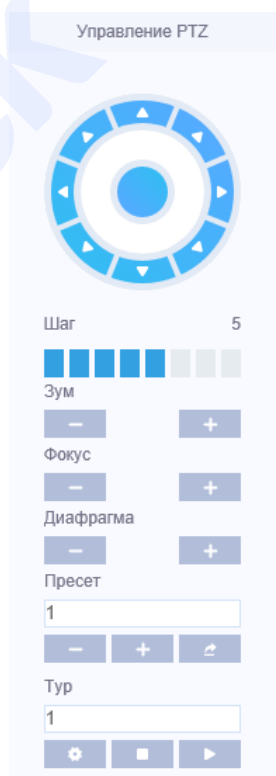 Управление PTZ
Шаг 5
Зум
Фокус
Диафрагма
Пресет
1
Тур
1